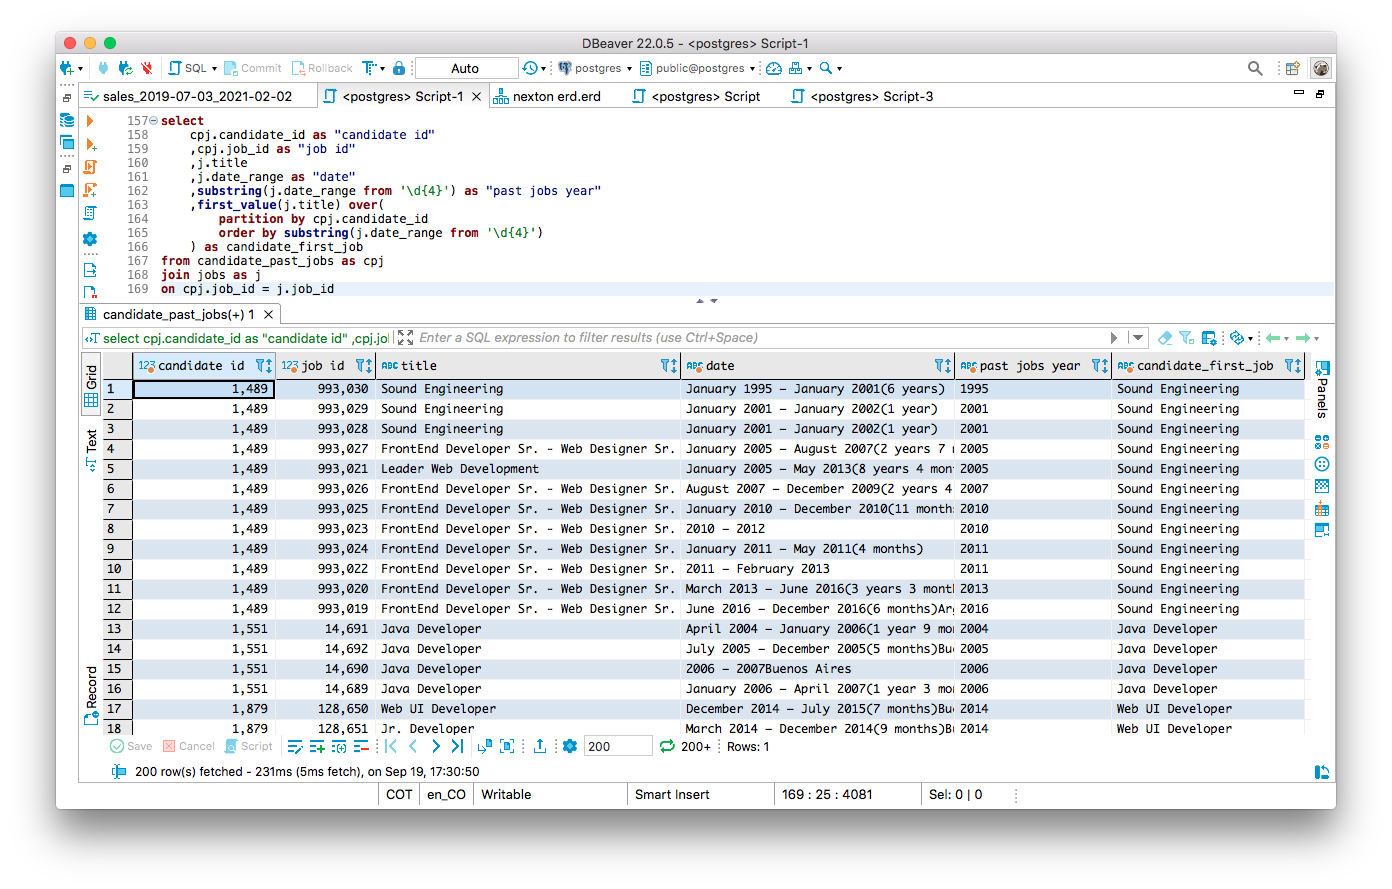 DBeaver 22.0.5 - <postgres> Script-1
SQL Commit Rollback Auto postgres public@postgres
sales_2019-07-03_2021-02-02 <postgres> Script-1 nexton erd.erd <postgres> Script <postgres> Script-3
157 select
158 cpj.candidate_id as "candidate id"
159 ,cpj.job_id as "job id"
160 ,j.title
161 ,j.date_range as "date"
162 ,substring(j.date_range from '\d{4}') as "past jobs year"
163 ,first_value(j.title) over(
164 partition by cpj.candidate_id
165 order by substring(j.date_range from '\d{4}')
166 ) as candidate_first_job
167 from candidate_past_jobs as cpj
168 join jobs as j
169 on cpj.job_id = j.job_id
candidate_past_jobs(+) 1
select cpj.candidate_id as "candidate id" ,cpj.jol Enter a SQL expression to filter results (use Ctrl+Space)
Grid
Text
Record
Panels
123 candidate id 123 job id ABC title ABC date ABC past jobs year ABC candidate_first_job
1 1,489 993,030 Sound Engineering January 1995 – January 2001(6 years) 1995 Sound Engineering
2 1,489 993,029 Sound Engineering January 2001 – January 2002(1 year) 2001 Sound Engineering
3 1,489 993,028 Sound Engineering January 2001 – January 2002(1 year) 2001 Sound Engineering
4 1,489 993,027 FrontEnd Developer Sr. - Web Designer Sr. January 2005 – August 2007(2 years 7 2005 Sound Engineering
5 1,489 993,021 Leader Web Development January 2005 – May 2013(8 years 4 mon 2005 Sound Engineering
6 1,489 993,026 FrontEnd Developer Sr. - Web Designer Sr. August 2007 – December 2009(2 years 4 2007 Sound Engineering
7 1,489 993,025 FrontEnd Developer Sr. - Web Designer Sr. January 2010 – December 2010(11 month 2010 Sound Engineering
8 1,489 993,023 FrontEnd Developer Sr. - Web Designer Sr. 2010 – 2012 2010 Sound Engineering
9 1,489 993,024 FrontEnd Developer Sr. - Web Designer Sr. January 2011 – May 2011(4 months) 2011 Sound Engineering
10 1,489 993,022 FrontEnd Developer Sr. - Web Designer Sr. 2011 – February 2013 2011 Sound Engineering
11 1,489 993,020 FrontEnd Developer Sr. - Web Designer Sr. March 2013 – June 2016(3 years 3 mont 2013 Sound Engineering
12 1,489 993,019 FrontEnd Developer Sr. - Web Designer Sr. June 2016 – December 2016(6 months)Ar 2016 Sound Engineering
13 1,551 14,691 Java Developer April 2004 – January 2006(1 year 9 mo 2004 Java Developer
14 1,551 14,692 Java Developer July 2005 – December 2005(5 months)Bu 2005 Java Developer
15 1,551 14,690 Java Developer 2006 – 2007Buenos Aires 2006 Java Developer
16 1,551 14,689 Java Developer January 2006 – April 2007(1 year 3 mo 2006 Java Developer
17 1,879 128,650 Web UI Developer December 2014 – July 2015(7 months)Bu 2014 Web UI Developer
18 1,879 128,651 Jr. Developer March 2014 – December 2014(9 months)B 2014 Web UI Developer
Save Cancel Script 200 200+ Rows: 1
200 row(s) fetched - 231ms (5ms fetch), on Sep 19, 17:30:50
COT en_CO Writable Smart Insert 169 : 25 : 4081 Sel: 0 | 0